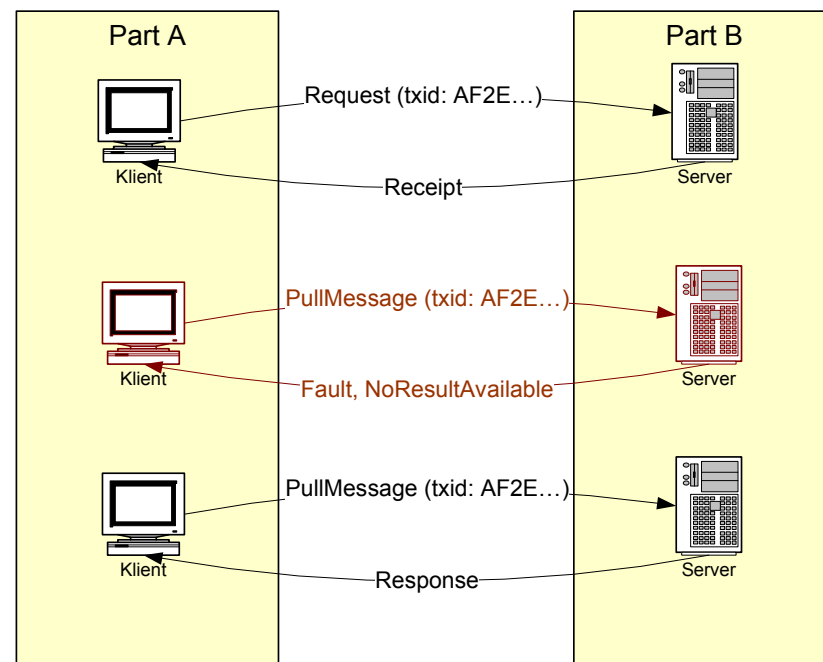 Part A
Part B
Request (txid: AF2E…)
Klient
Server
Receipt
PullMessage (txid: AF2E…)
Klient
Server
Fault, NoResultAvailable
PullMessage (txid: AF2E…)
Klient
Server
Response